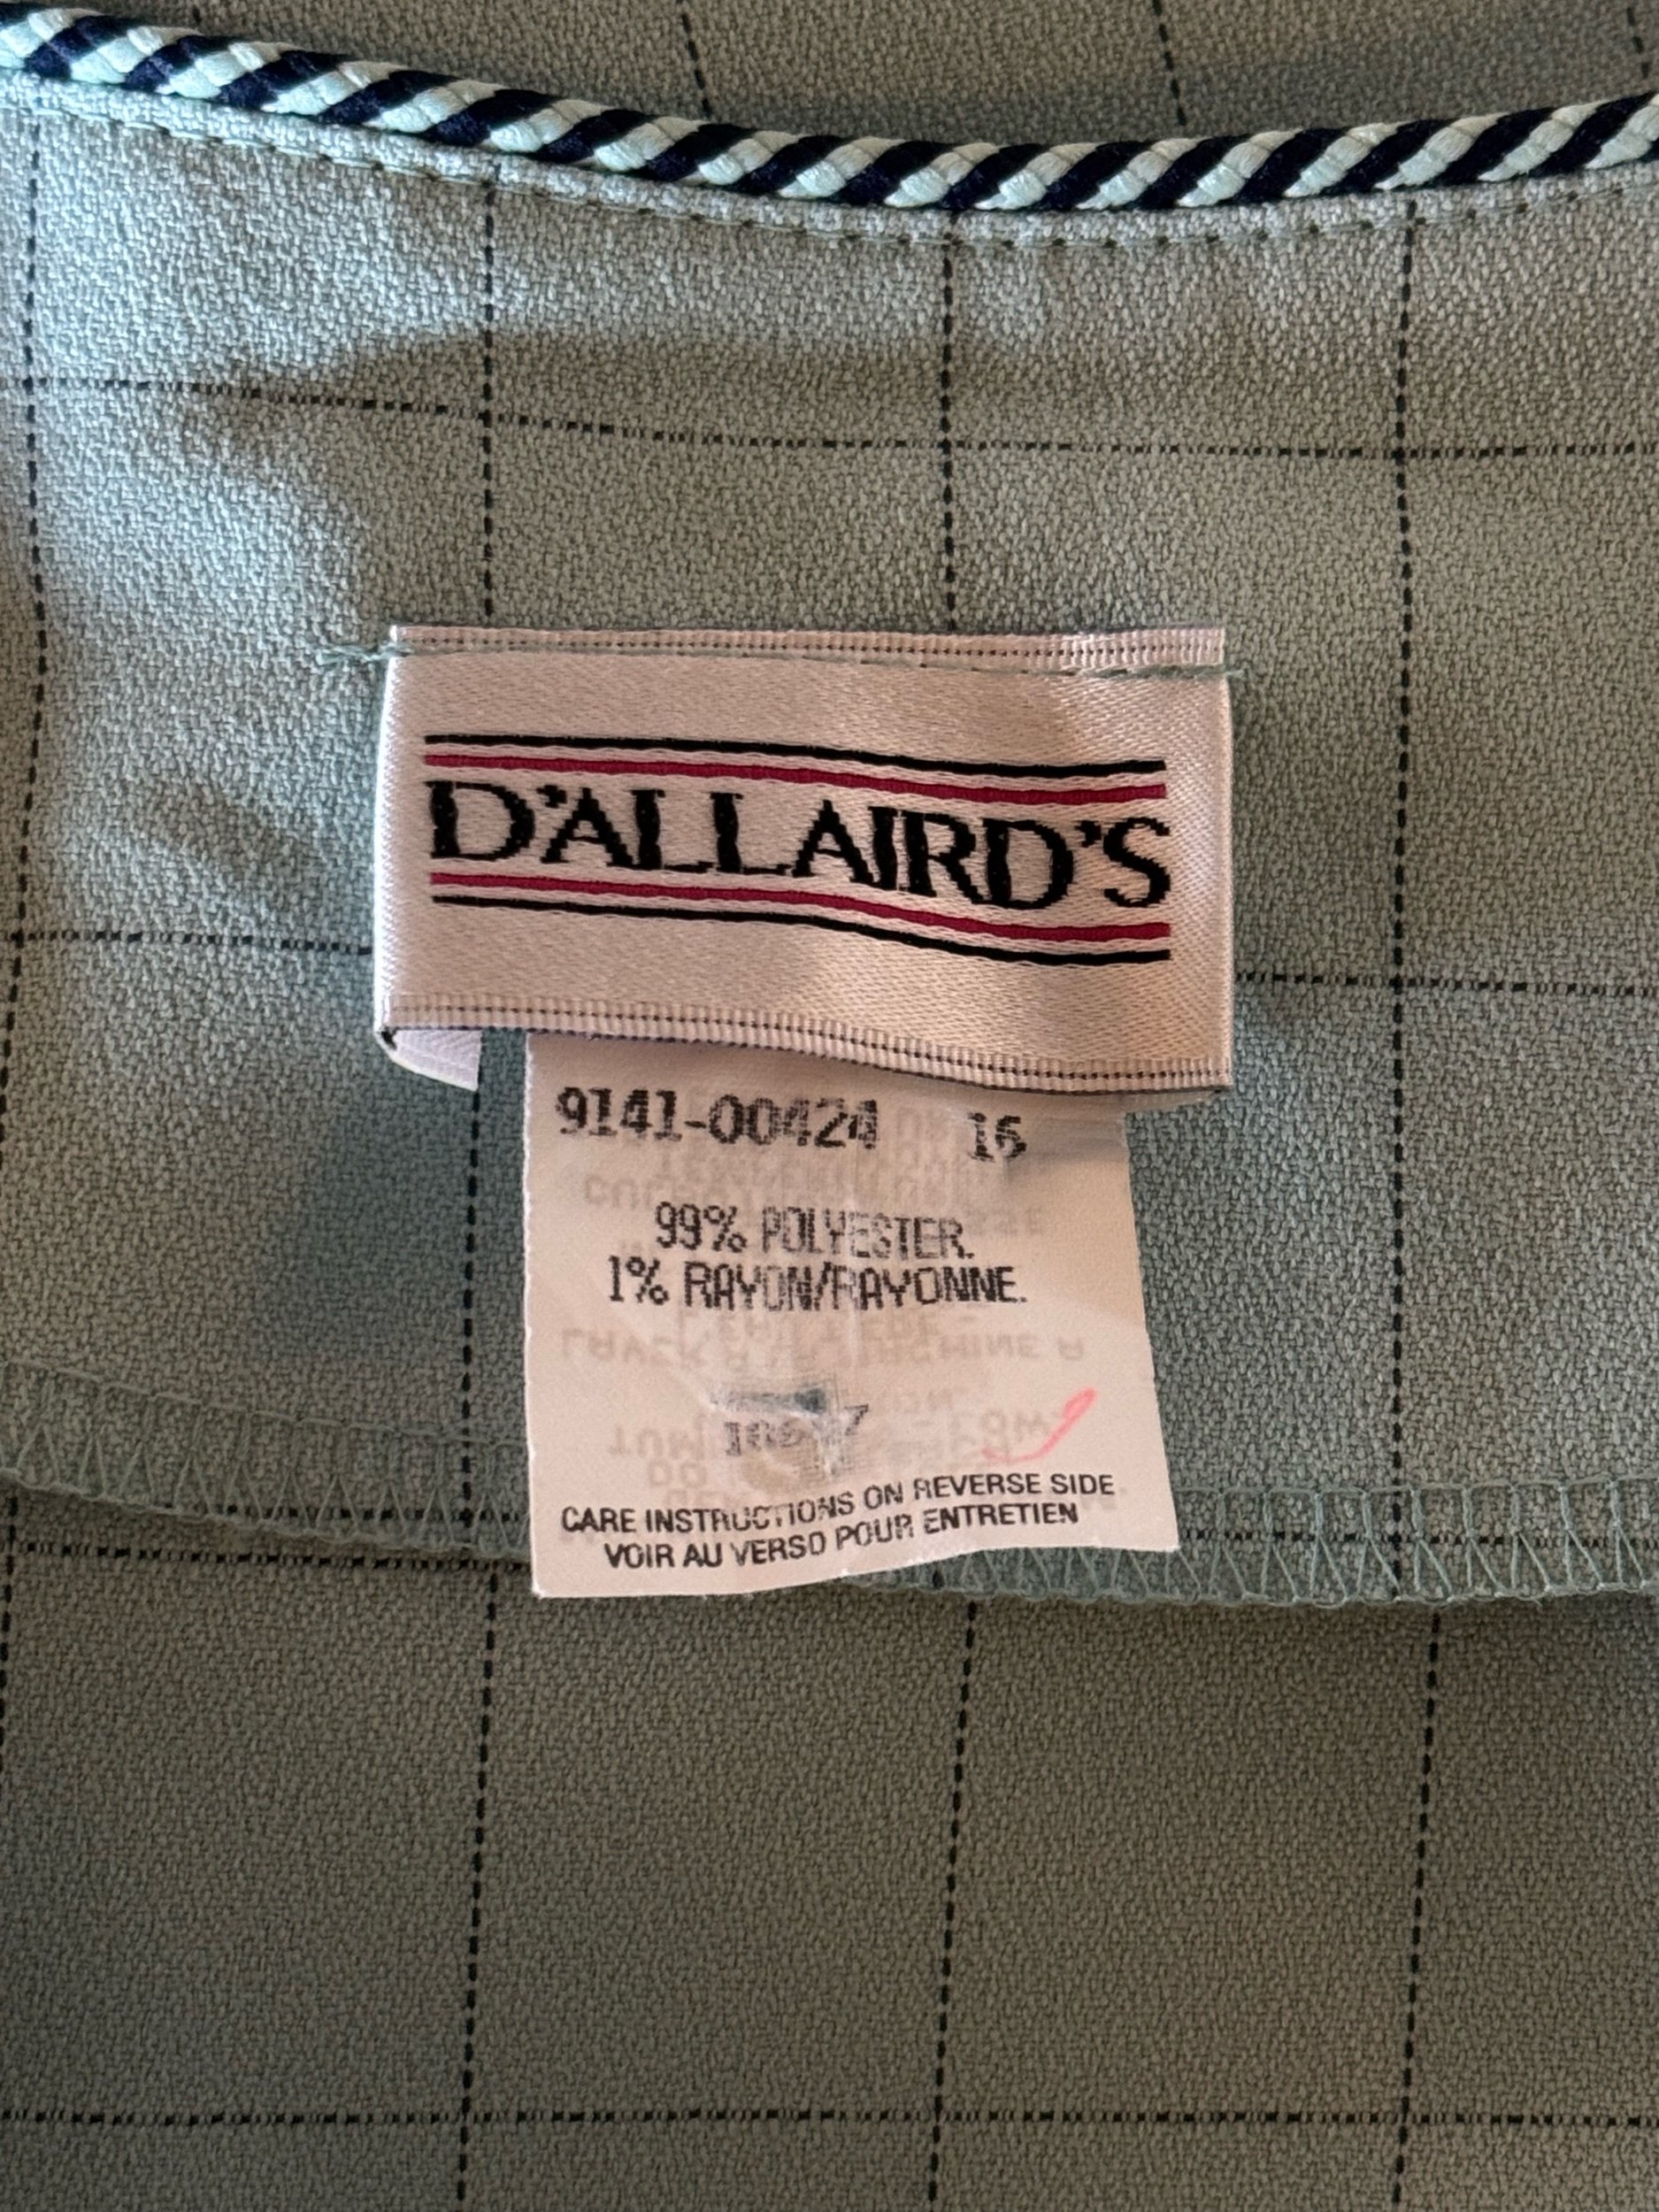 D'ALLAIRD'S
9141-00424 16
99% POLYESTER.
1% RAYON/RAYONNE.
CARE INSTRUCTIONS ON REVERSE SIDE
VOIR AU VERSO POUR ENTRETIEN